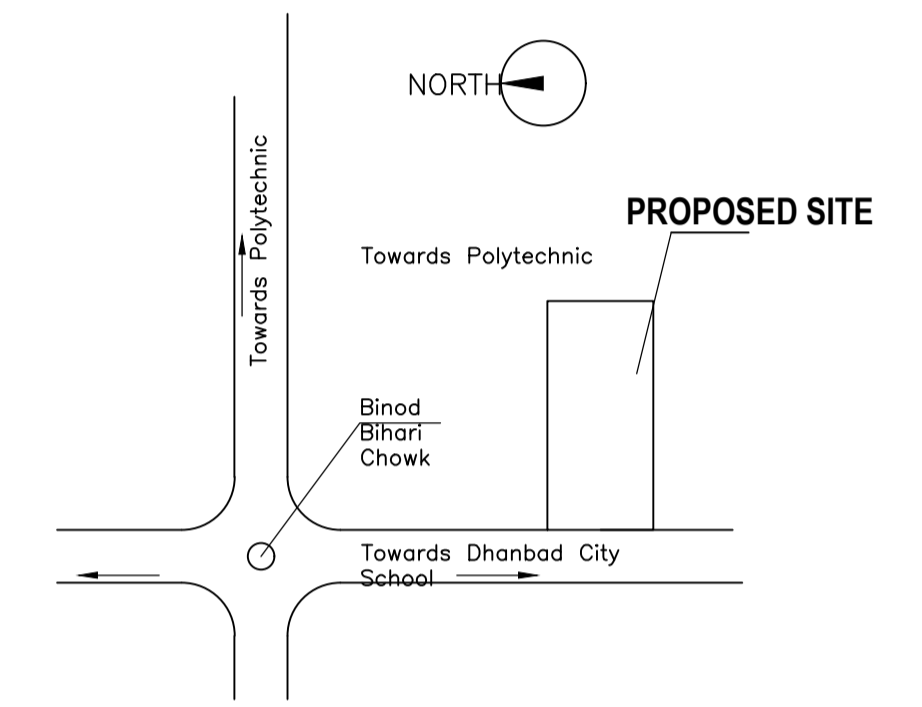 NORTH
PROPOSED SITE
Towards Polytechnic
Towards Polytechnic
Binod
Bihari
Chowk
Towards Dhanbad City
School